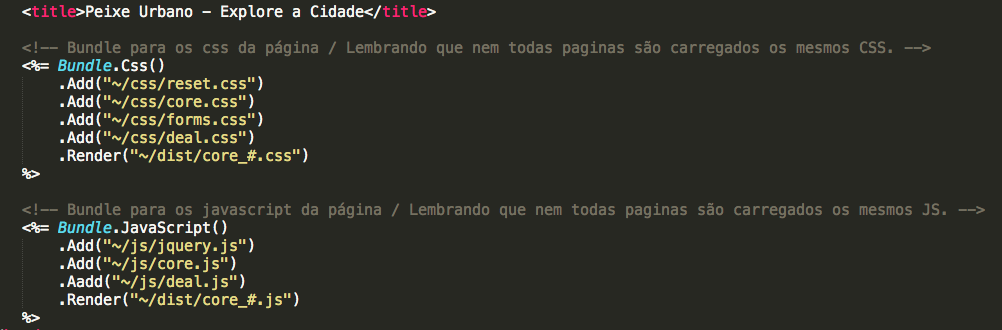 <title>Peixe Urbano - Explore a Cidade</title>
<!-- Bundle para os css da página / Lembrando que nem todas paginas são carregados os mesmos CSS. -->
<%= Bundle.Css()
.Add("~/css/reset.css")
.Add("~/css/core.css")
.Add("~/css/forms.css")
.Add("~/css/deal.css")
.Render("~/dist/core_#.css")
%>
<!-- Bundle para os javascript da página / Lembrando que nem todas paginas são carregados os mesmos JS. -->
<%= Bundle.JavaScript()
.Add("~/js/jquery.js")
.Add("~/js/core.js")
.Aadd("~/js/deal.js")
.Render("~/dist/core_#.js")
%>